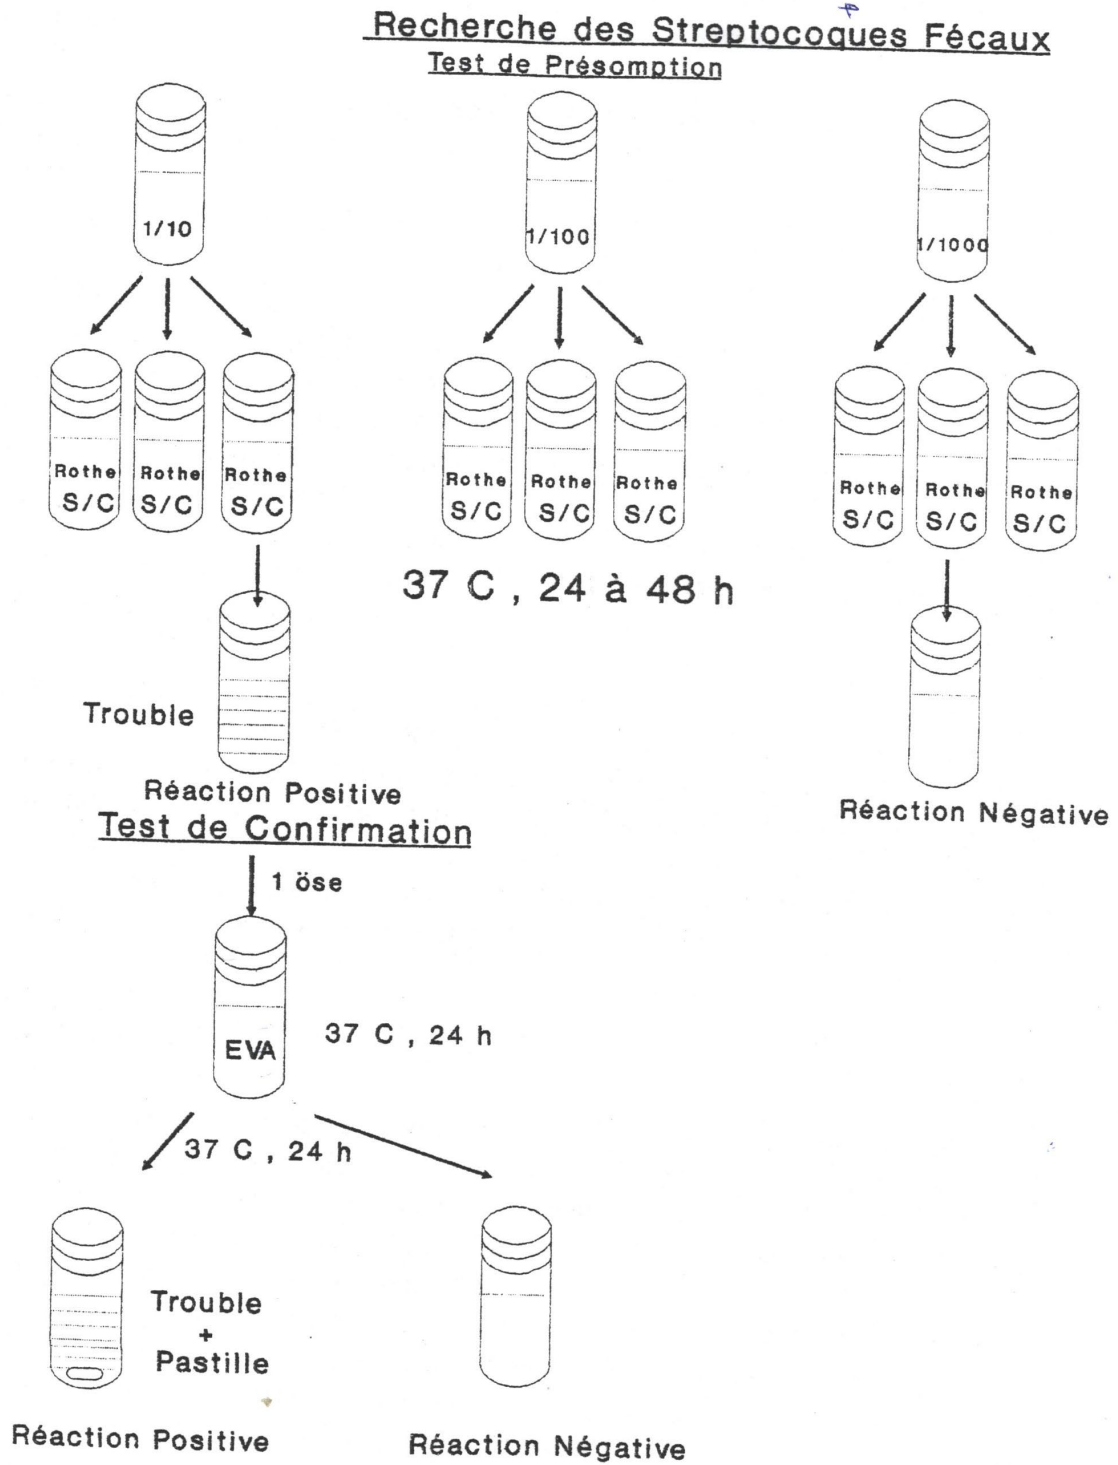 Recherche des Streptocoques Fécaux
Test de Présomption
1/10
1/100
1/1000
Rothe S/C
Rothe S/C
Rothe S/C
Rothe S/C
Rothe S/C
Rothe S/C
Rothe S/C
Rothe S/C
Rothe S/C
37 C , 24 à 48 h
Trouble
Réaction Positive
Réaction Négative
Test de Confirmation
1 öse
EVA
37 C , 24 h
37 C , 24 h
Trouble
+
Pastille
Réaction Positive
Réaction Négative